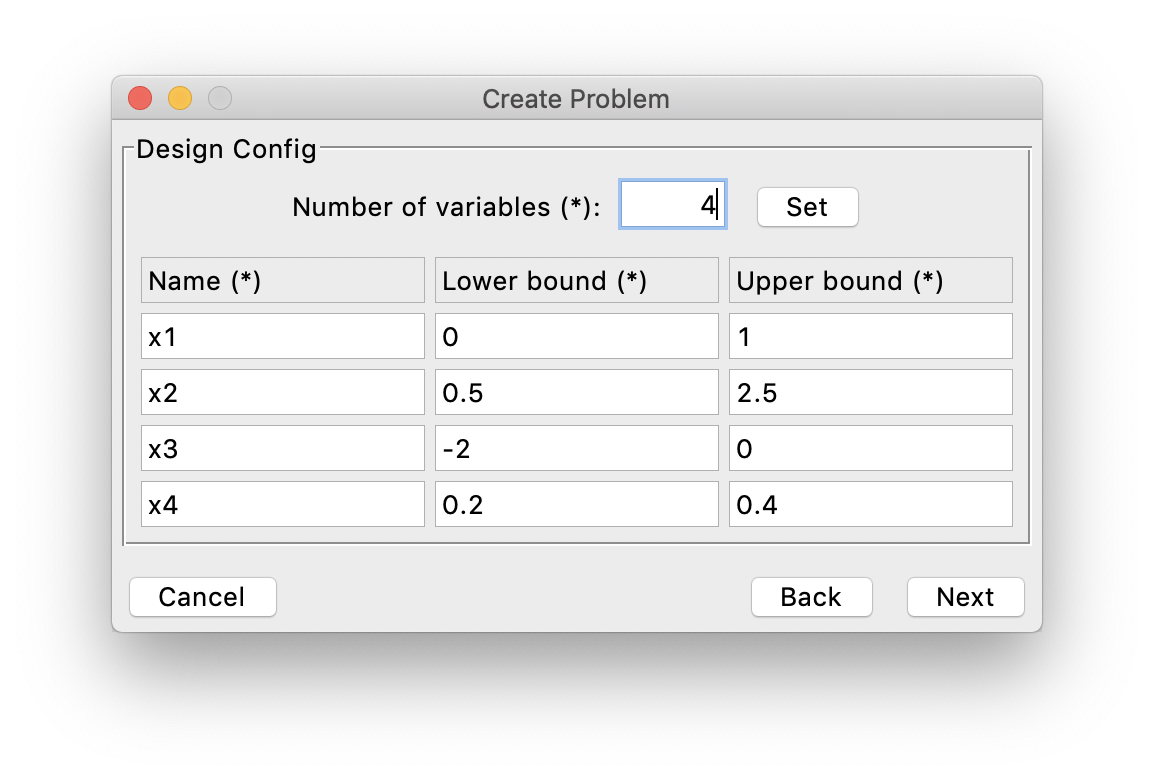 Create Problem
Design Config
Number of variables (*): 4 Set
Name (*) Lower bound (*) Upper bound (*)
x1 0 1
x2 0.5 2.5
x3 -2 0
x4 0.2 0.4
Cancel Back Next